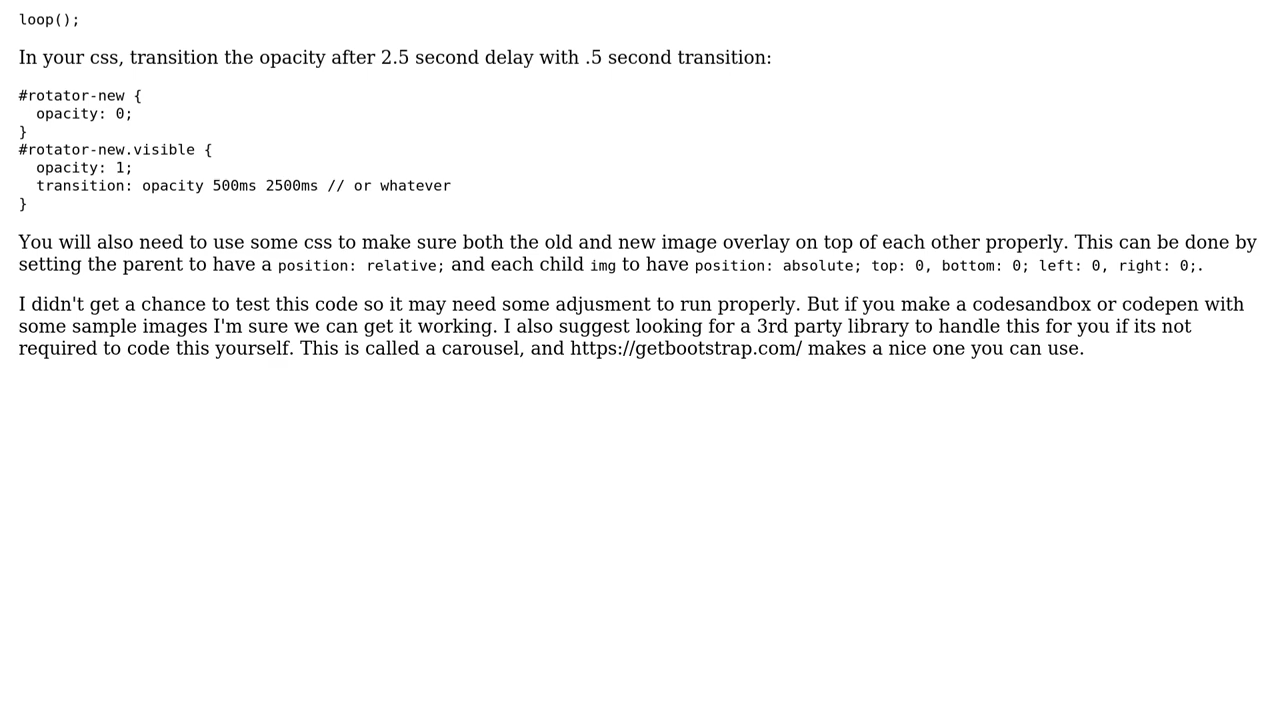 loop();
In your css, transition the opacity after 2.5 second delay with .5 second transition:
#rotator-new {
  opacity: 0;
}
#rotator-new.visible {
  opacity: 1;
  transition: opacity 500ms 2500ms // or whatever
}
You will also need to use some css to make sure both the old and new image overlay on top of each other properly. This can be done by
setting the parent to have a position: relative; and each child img to have position: absolute; top: 0, bottom: 0; left: 0, right: 0;.
I didn't get a chance to test this code so it may need some adjusment to run properly. But if you make a codesandbox or codepen with
some sample images I'm sure we can get it working. I also suggest looking for a 3rd party library to handle this for you if its not
required to code this yourself. This is called a carousel, and https://getbootstrap.com/ makes a nice one you can use.